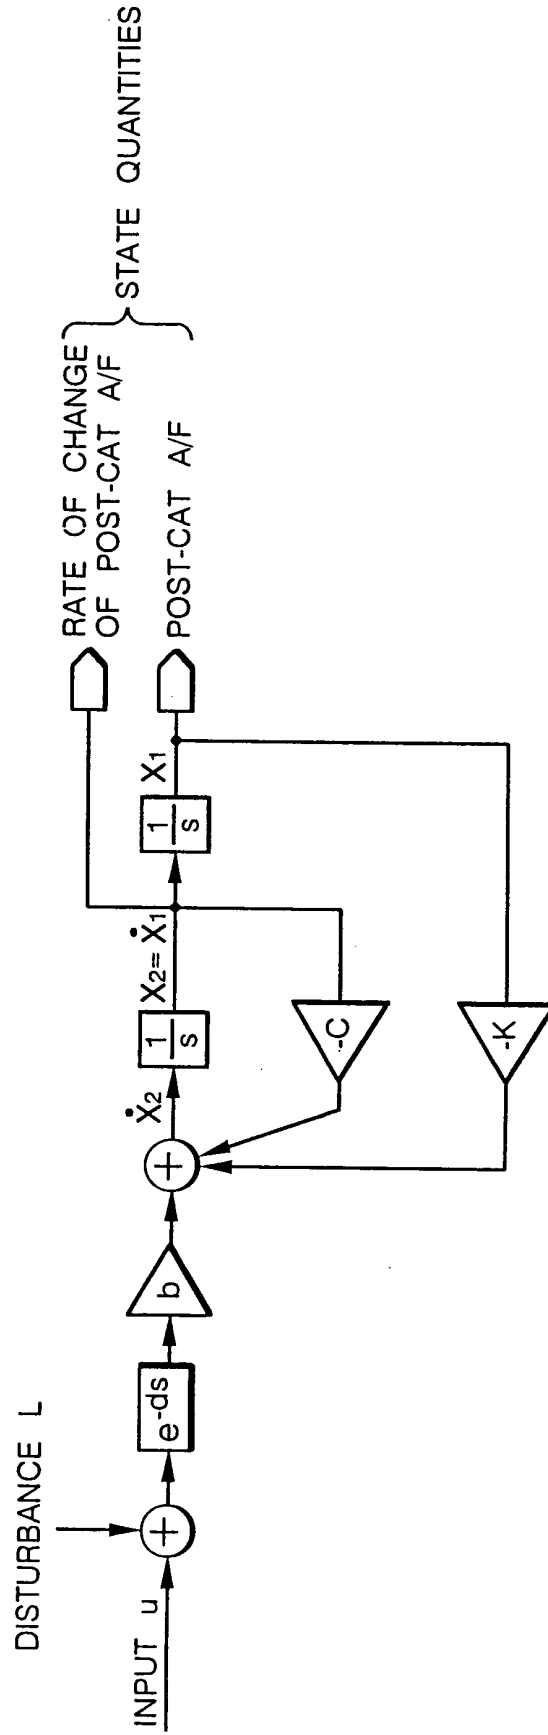 DISTURBANCE L
INPUT u
+
e-ds
b
+
Ẋ2
1
s
X2=Ẋ1
1
s
X1
-C
-K
RATE OF CHANGE
OF POST-CAT A/F
POST-CAT A/F
STATE QUANTITIES